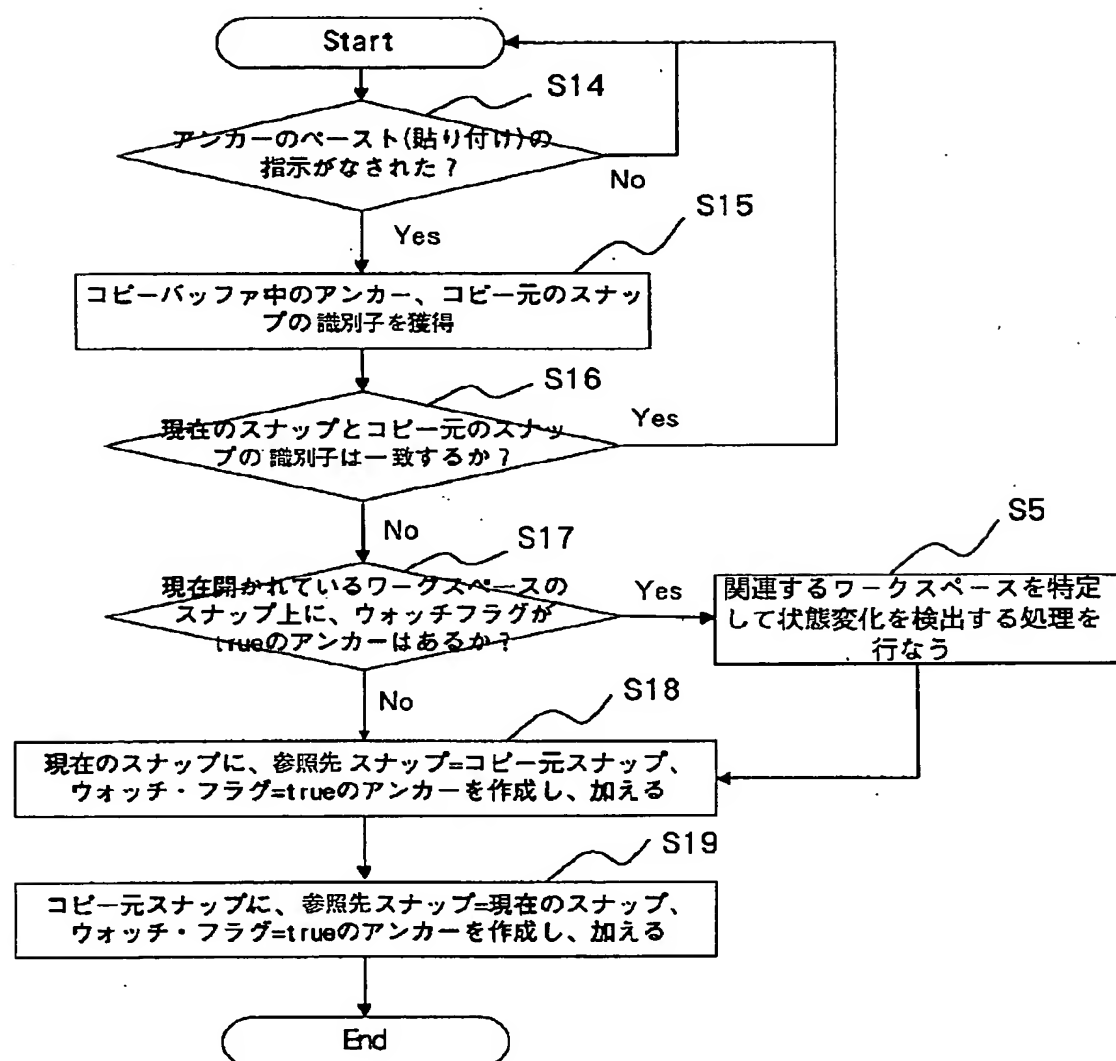 Start
S14
アンカーのペースト(貼り付け)の
指示がなされた?
No
Yes
S15
コピーバッファ中のアンカー、コピー元のスナッ
プの識別子を獲得
S16
現在のスナップとコピー元のスナッ
プの識別子は一致するか?
Yes
No
S17
現在開かれているワークスペースの
スナップ上に、ウォッチフラグが
trueのアンカーはあるか?
Yes
S5
関連するワークスペースを特定
して状態変化を検出する処理を
行なう
No
S18
現在のスナップに、参照先 スナップ=コピー元スナップ、
ウォッチ・フラグ=trueのアンカーを作成し、加える
S19
コピー元スナップに、参照先スナップ=現在のスナップ、
ウォッチ・フラグ=trueのアンカーを作成し、加える
End